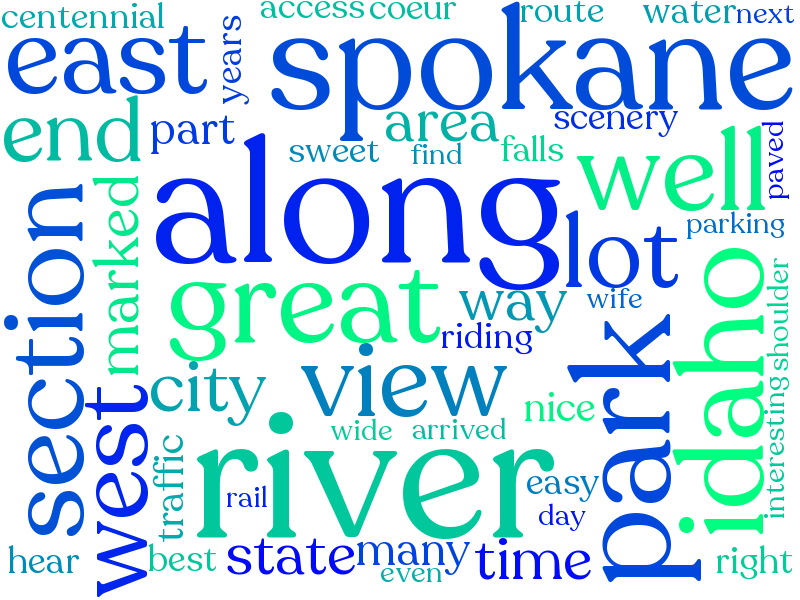 centennial
access
coeur
route
water
next
east
years
spokane
end
part
area
scenery
sweet
find
falls
well
paved
along
marked
section
lot
parking
great
way
wife
idaho
shoulder
riding
park
view
city
west
nice
interesting
wide
arrived
river
traffic
rail
easy
day
hear
best
state
many
even
time
right